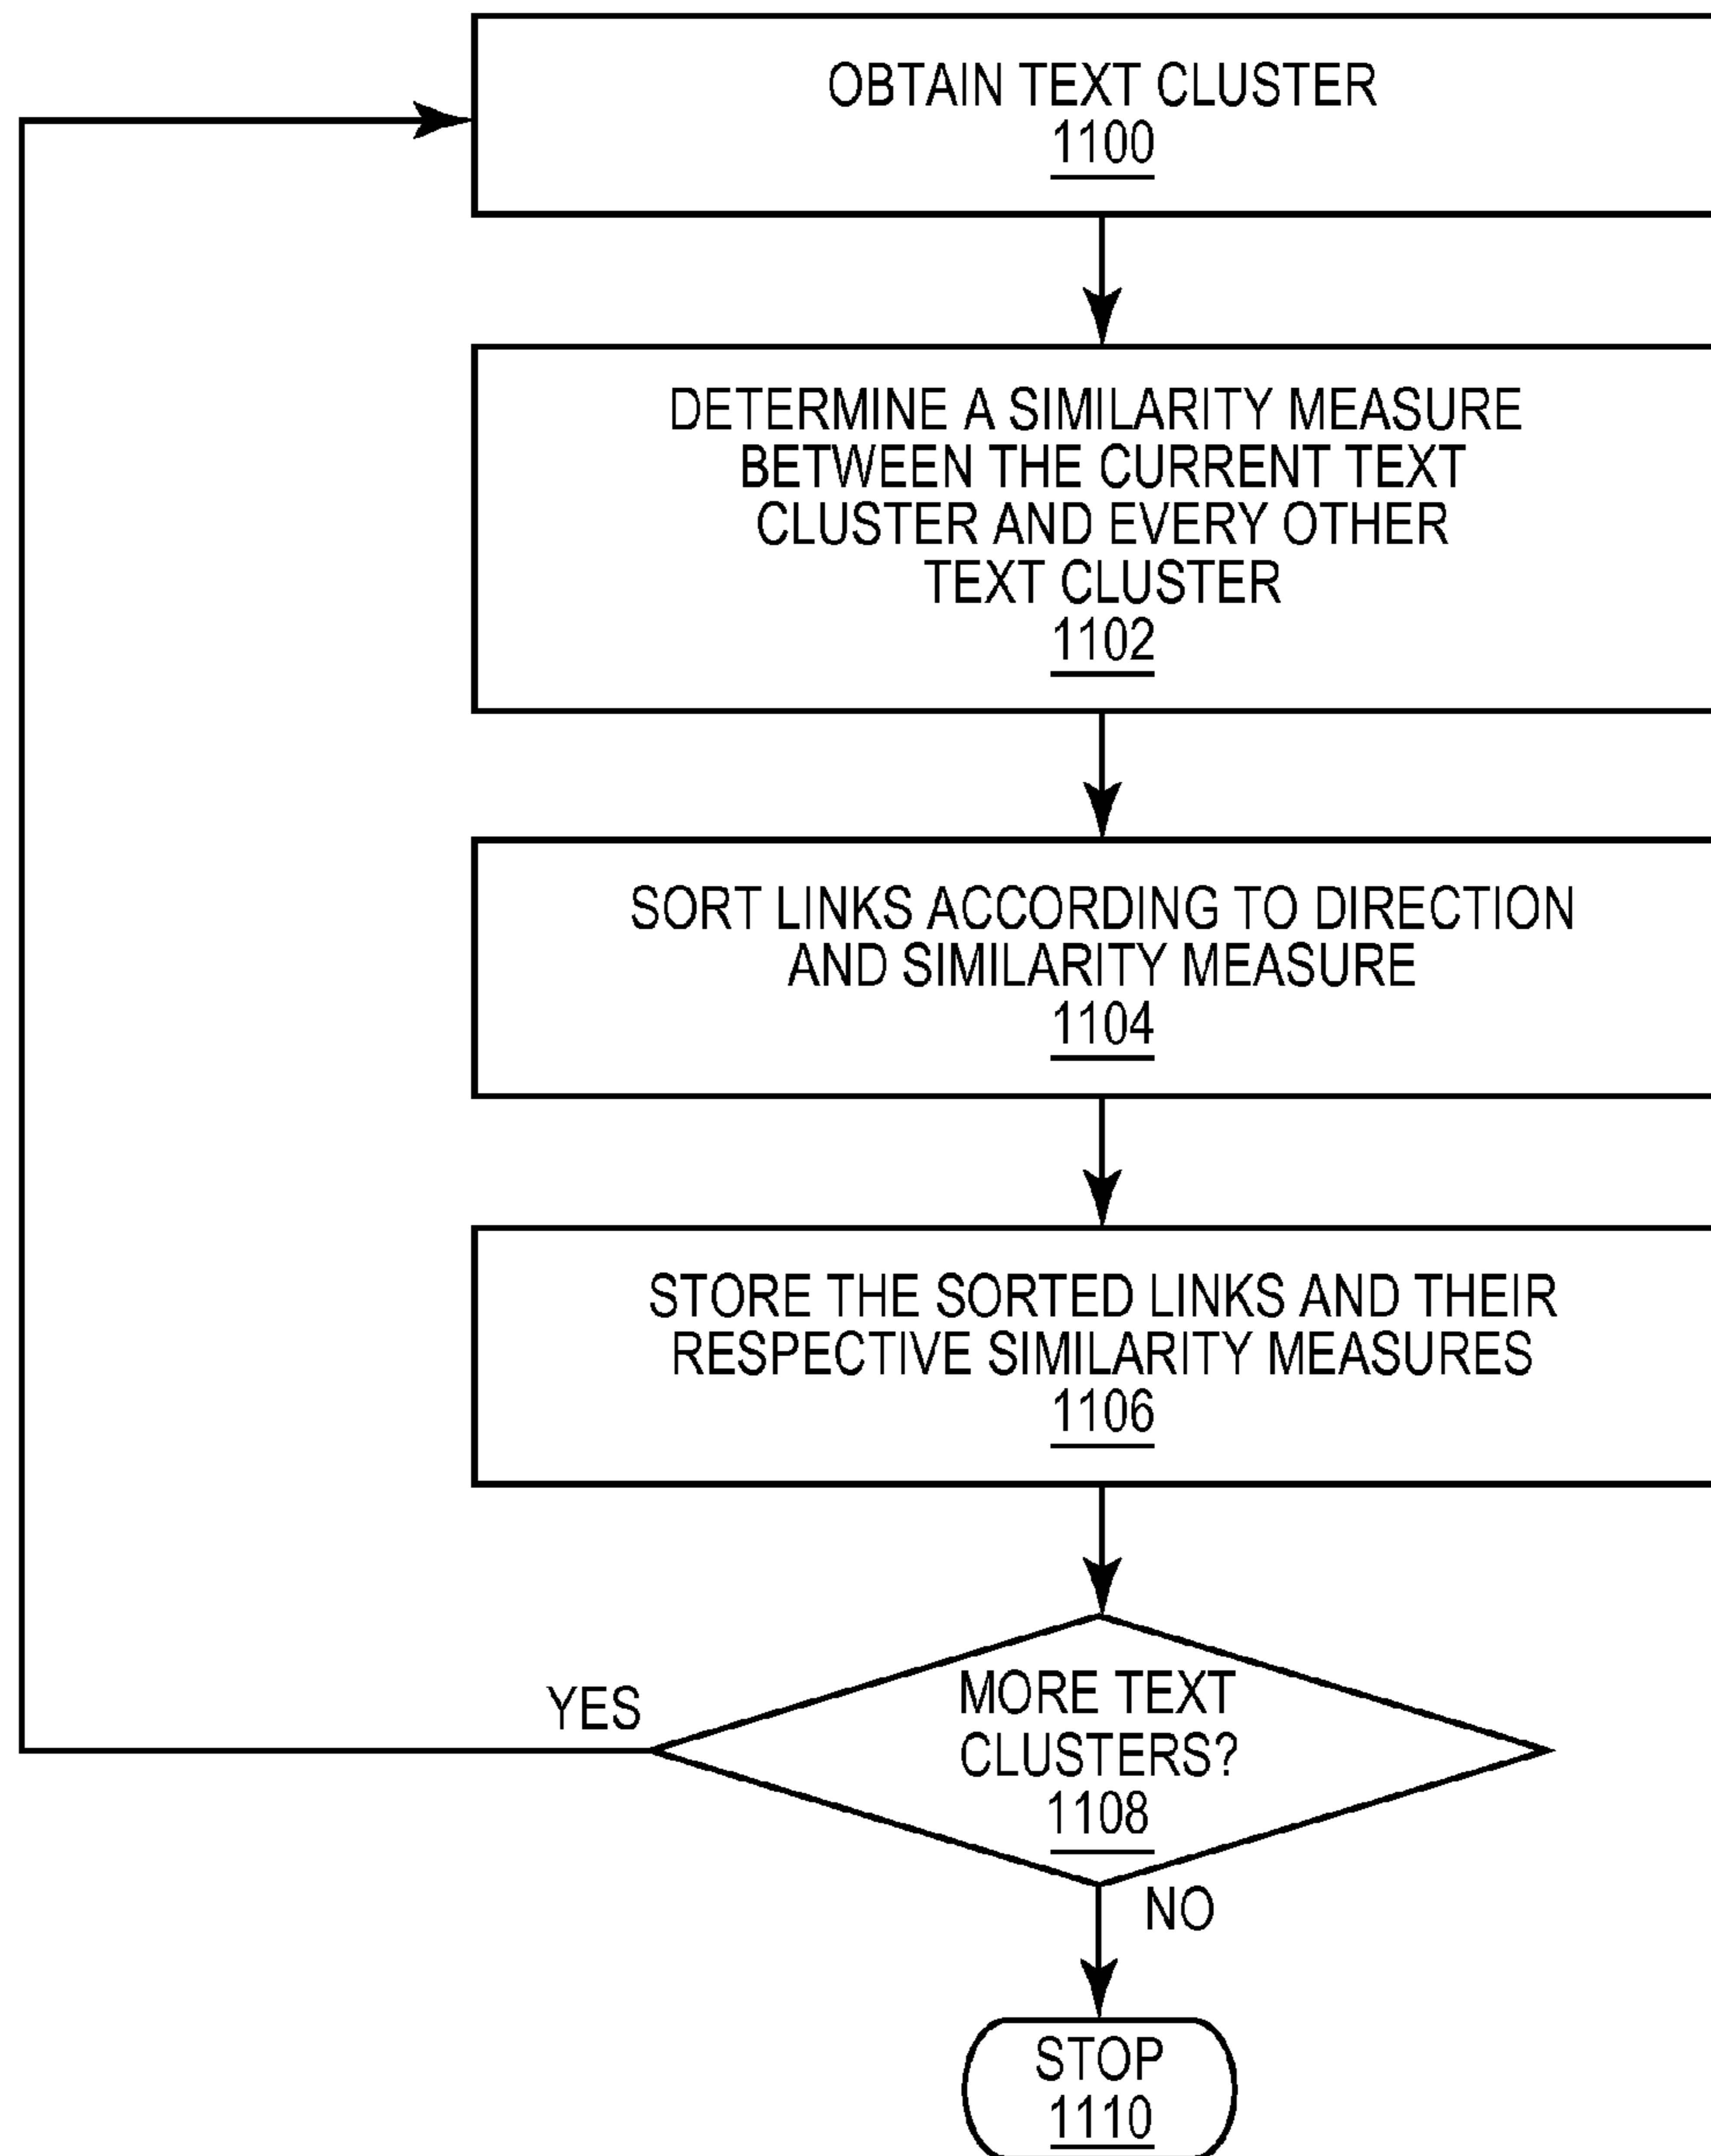 OBTAIN TEXT CLUSTER
1100
DETERMINE A SIMILARITY MEASURE
BETWEEN THE CURRENT TEXT
CLUSTER AND EVERY OTHER
TEXT CLUSTER
1102
SORT LINKS ACCORDING TO DIRECTION
AND SIMILARITY MEASURE
1104
STORE THE SORTED LINKS AND THEIR
RESPECTIVE SIMILARITY MEASURES
1106
YES
MORE TEXT
CLUSTERS?
1108
NO
STOP
1110